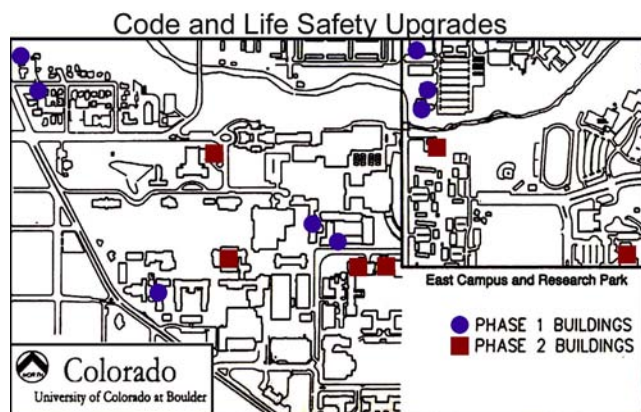 Code and Life Safety Upgrades
East Campus and Research Park
PHASE 1 BUILDINGS
PHASE 2 BUILDINGS
NORTH
Colorado
University of Colorado at Boulder